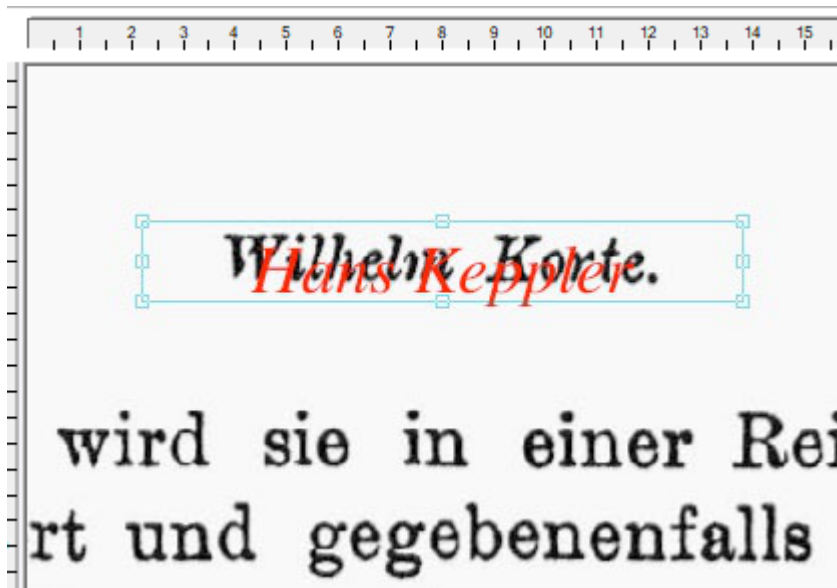 1 2 3 4 5 6 7 8 9 10 11 12 13 14 15
Wilhelm Korte.
Hans Keppler
wird sie in einer Rei
rt und gegebenenfalls